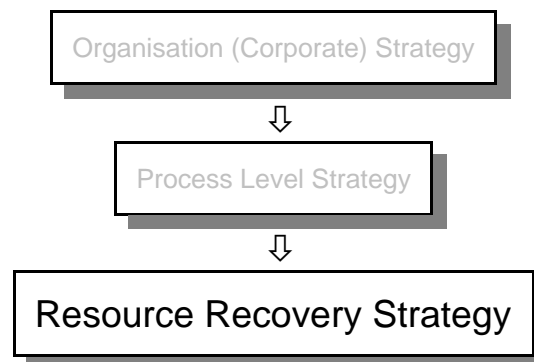 Organisation (Corporate) Strategy
Process Level Strategy
Resource Recovery Strategy